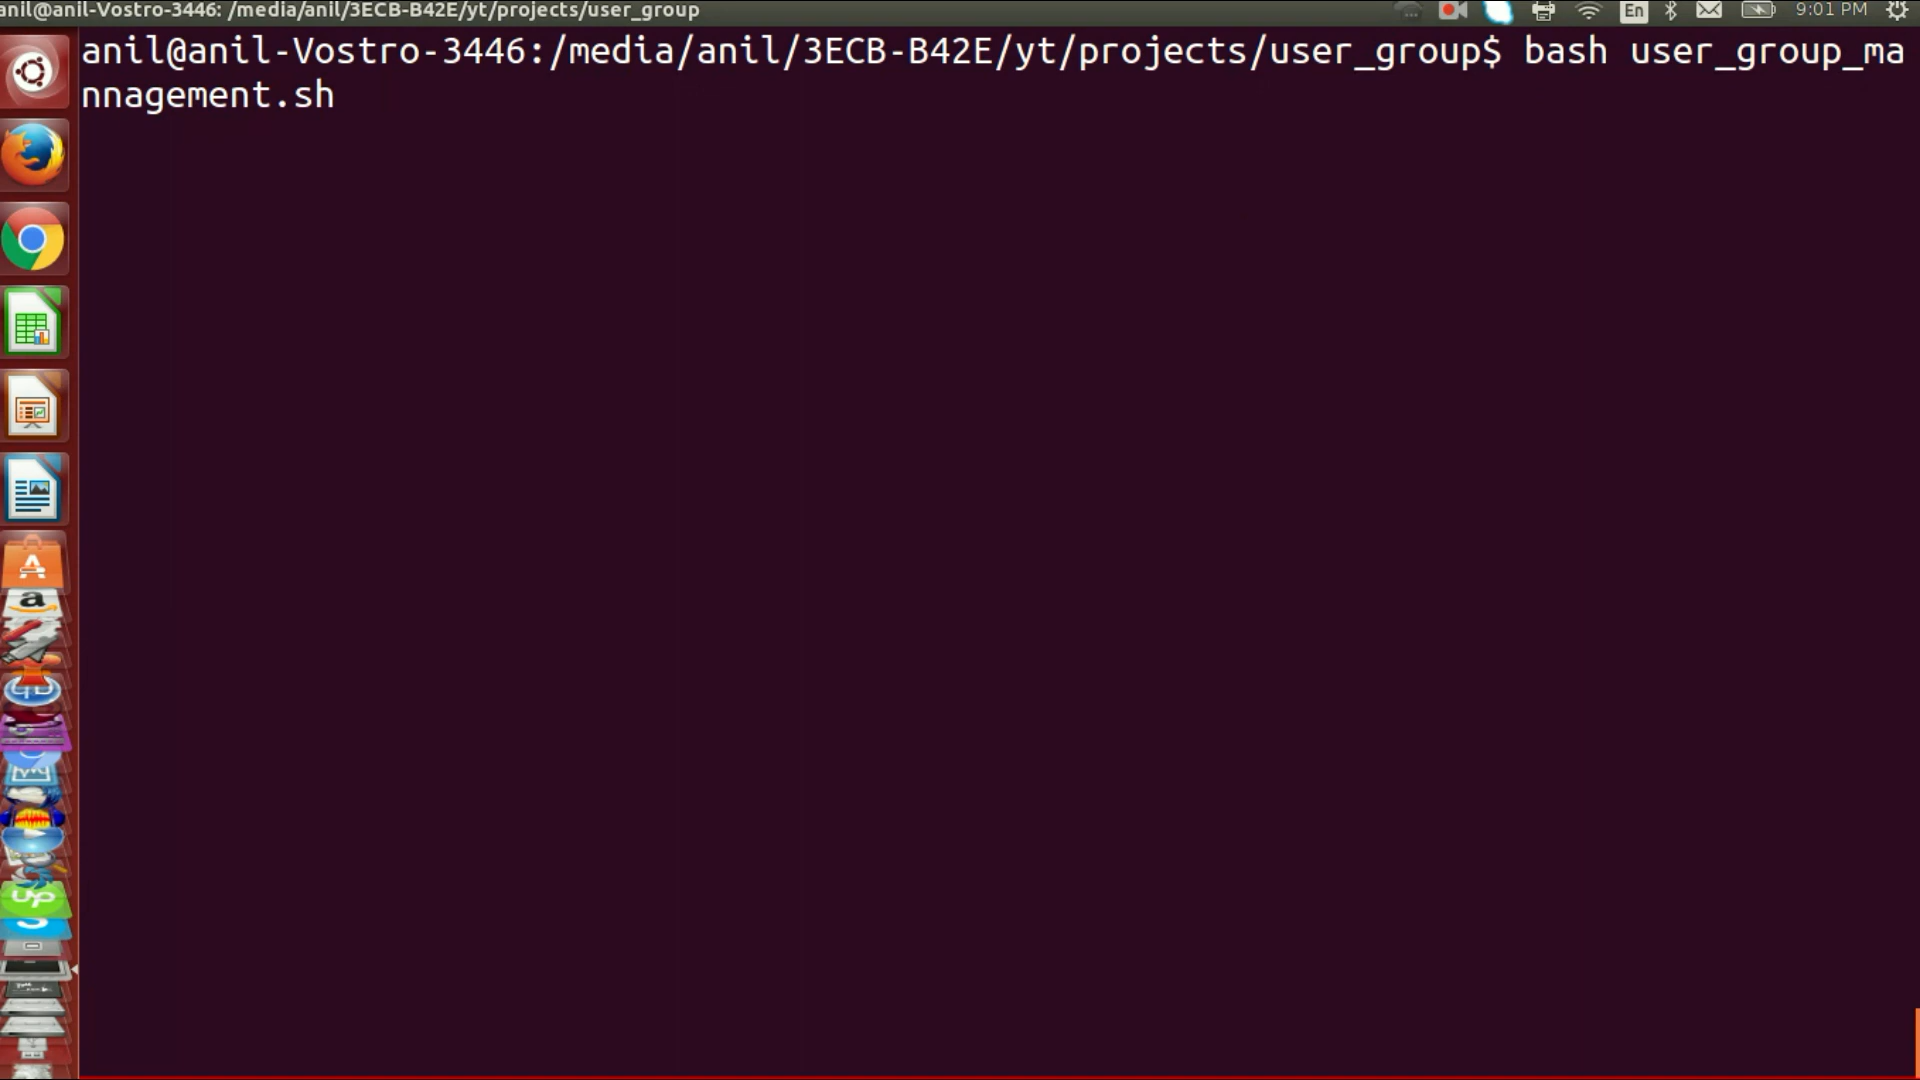 anil@anil-Vostro-3446: /media/anil/3ECB-B42E/yt/projects/user_group
En
9:01 PM
anil@anil-Vostro-3446:/media/anil/3ECB-B42E/yt/projects/user_group$ bash user_group_ma
nnagement.sh
A
a
up
S